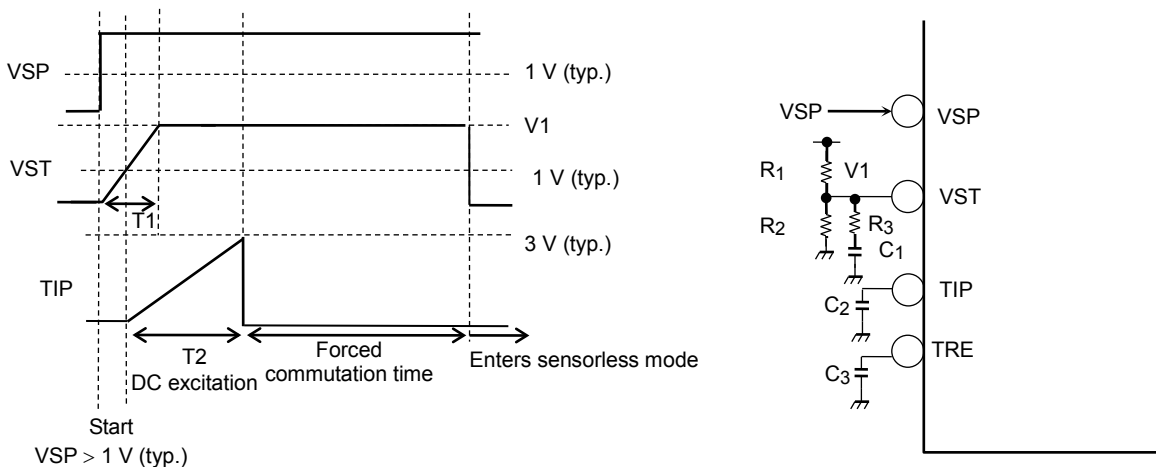 VSP
1 V (typ.)
V1
VST
1 V (typ.)
T1
3 V (typ.)
TIP
T2
DC excitation
Forced
commutation time
Enters sensorless mode
Start
VSP > 1 V (typ.)
VSP
VSP
R1
V1
VST
R2
R3
C1
TIP
C2
TRE
C3